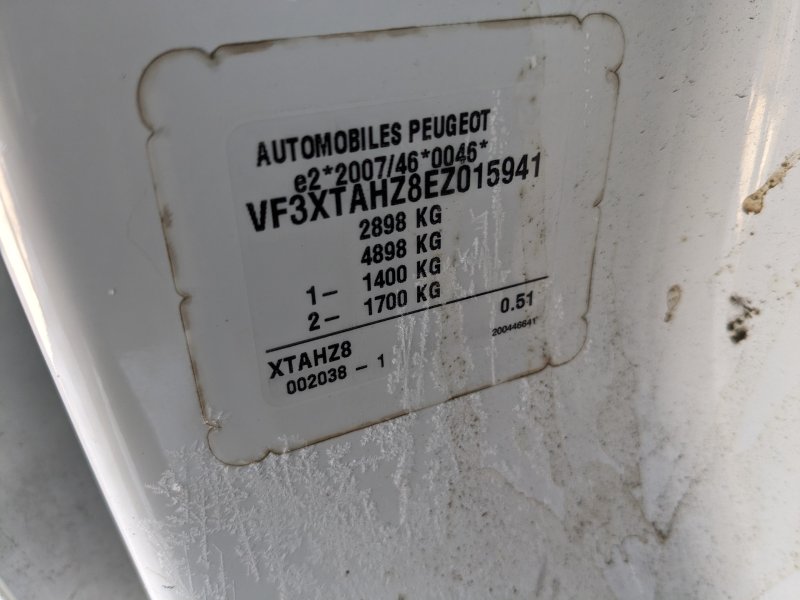 AUTOMOBILES PEUGEOT
e2*2007/46*0046*
VF3XTAHZ8EZ015941
2898 KG
4898 KG
1- 1400 KG
2- 1700 KG
0.51
200446641
XTAHZ8
002038 - 1